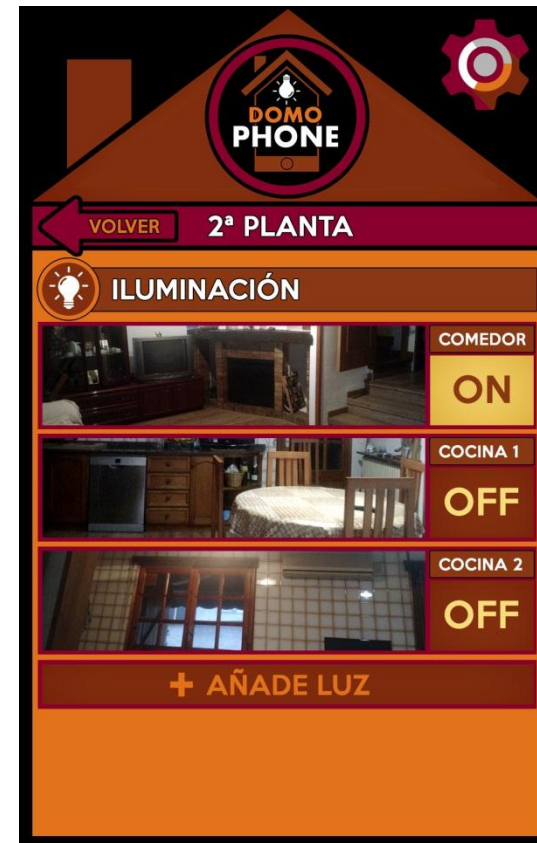 DOMO
PHONE
VOLVER 2ª PLANTA
ILUMINACIÓN
COMEDOR
ON
COCINA 1
OFF
COCINA 2
OFF
+ AÑADE LUZ